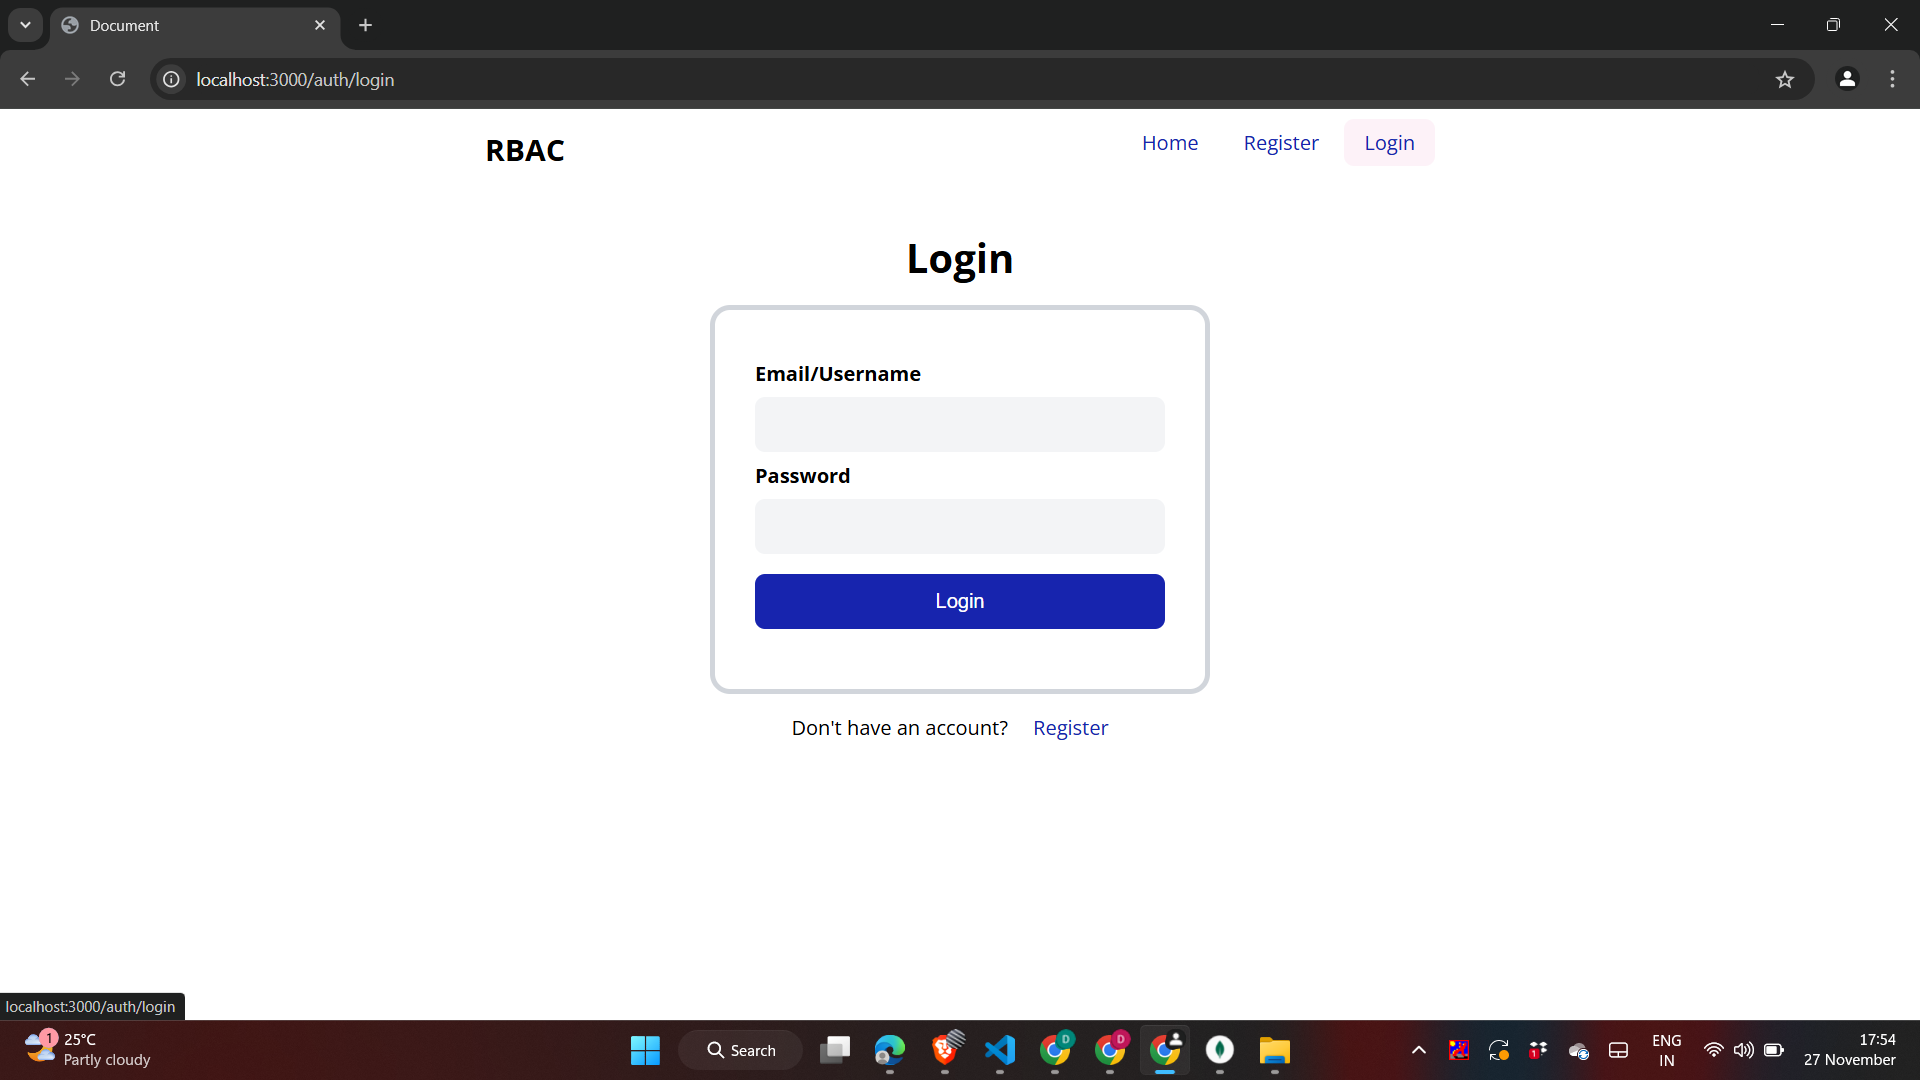 Document
localhost:3000/auth/login
RBAC
Home
Register
Login
Login
Email/Username
Password
Login
Don't have an account? Register
localhost:3000/auth/login
1
25°C
Partly cloudy
Search
D
D
1
ENG
IN
17:54
27 November